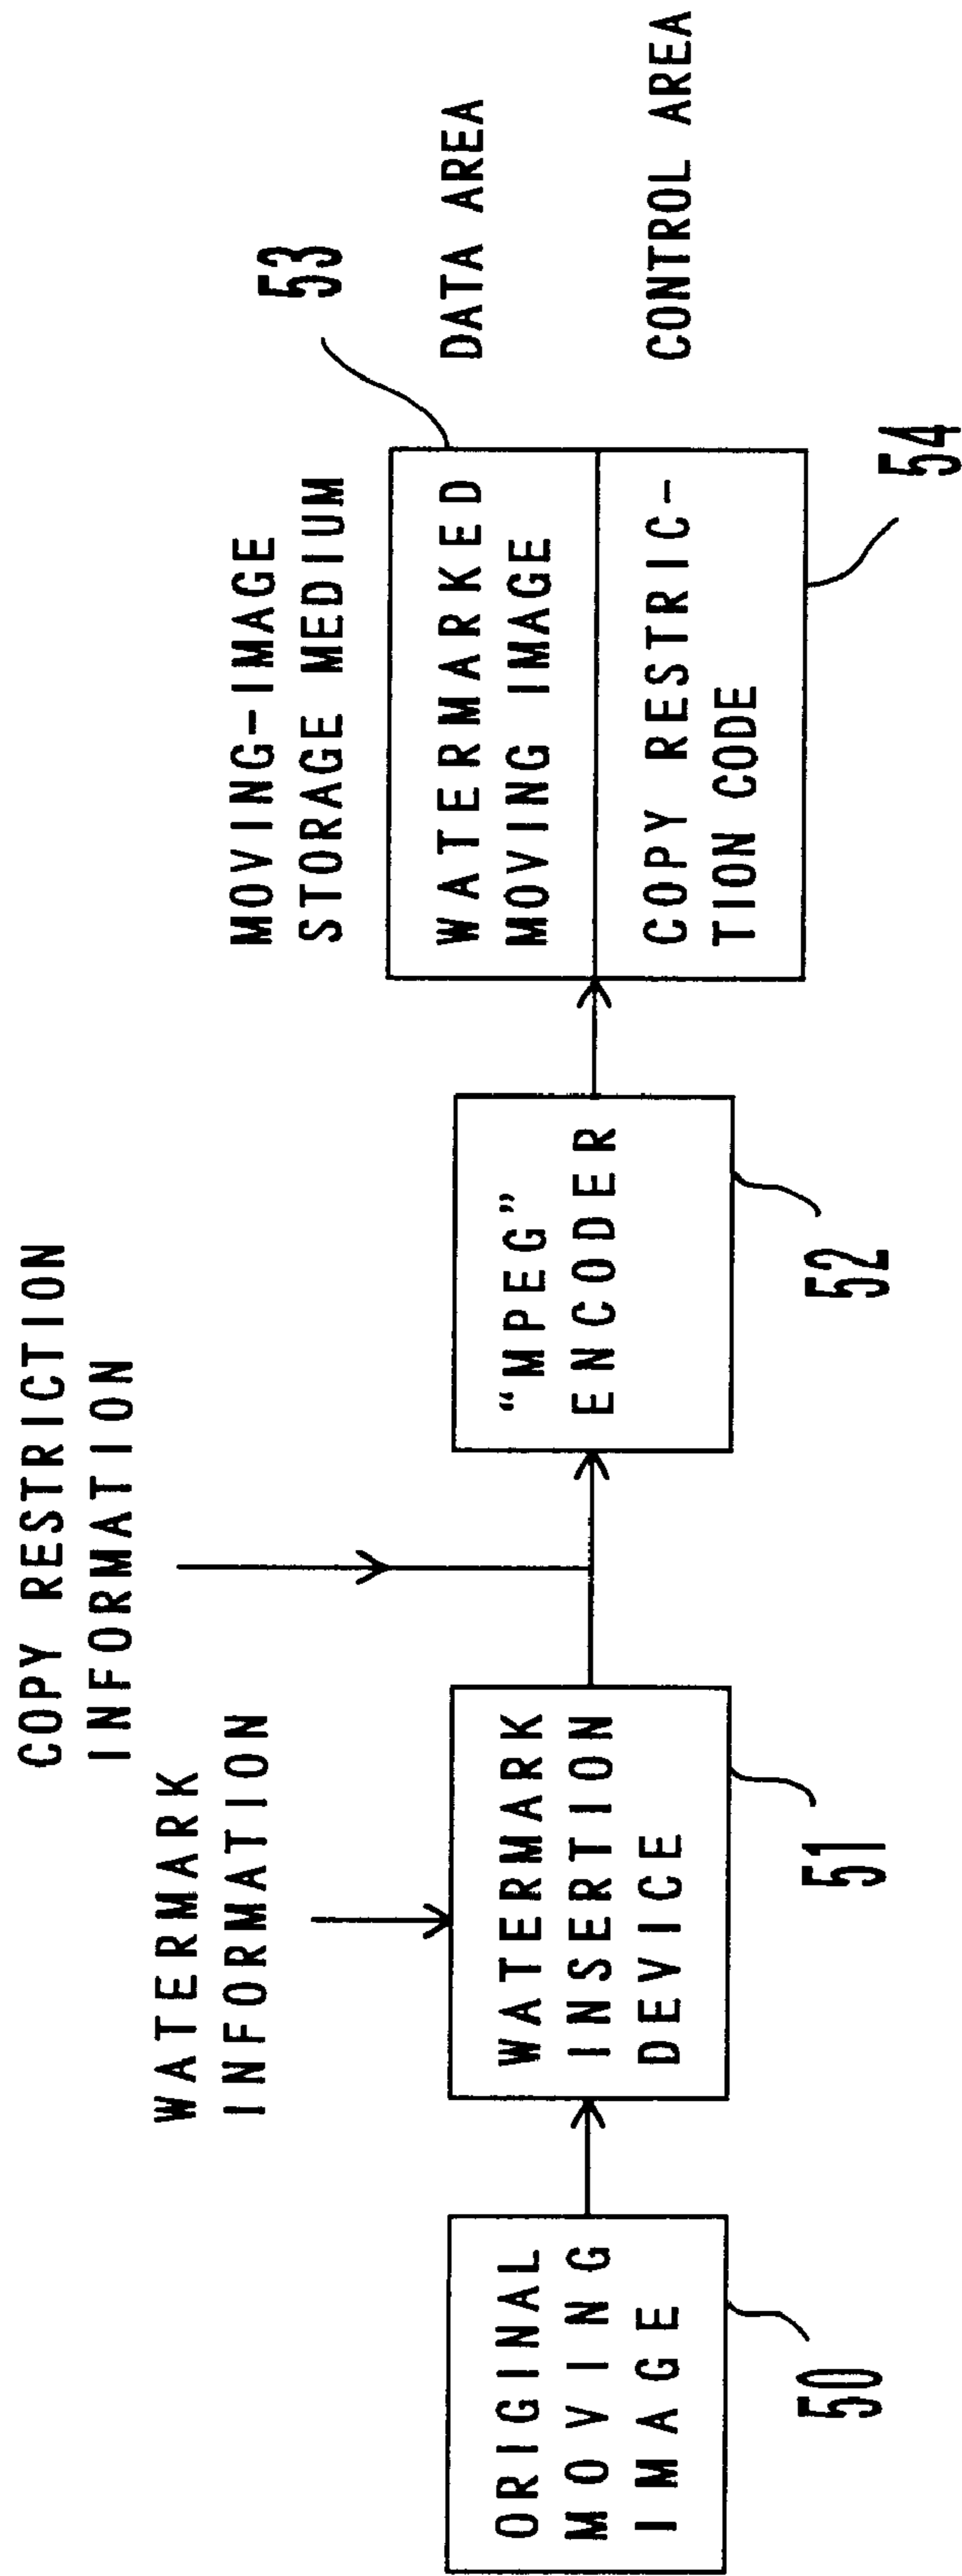 COPY RESTRICTION
INFORMATION
WATERMARK
INFORMATION
MOVING-IMAGE
STORAGE MEDIUM
53
ORIGINAL
MOVING
IMAGE
50
WATERMARK
INSERTION
DEVICE
51
“MPEG”
ENCODER
52
WATERMARKED
MOVING IMAGE
DATA AREA
COPY RESTRIC-
TION CODE
CONTROL AREA
54